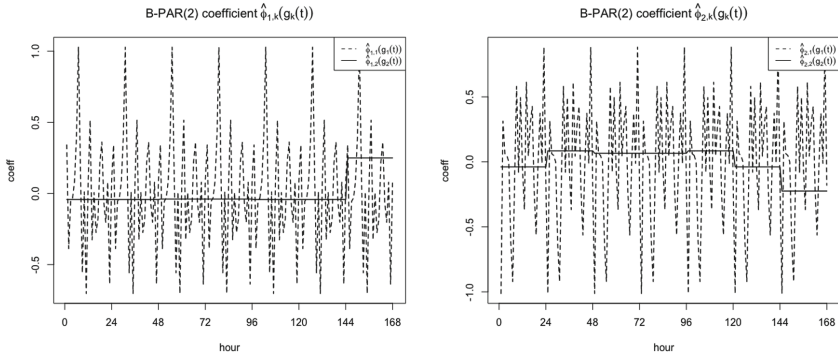 B-PAR(2) coefficient ϕ̂₁,ₖ(gₖ(t))
ϕ̂₁,₁(g₁(t))
ϕ̂₁,₂(g₂(t))
coeff
1.0
0.5
0.0
-0.5
0 24 48 72 96 120 144 168
hour
B-PAR(2) coefficient ϕ̂₂,ₖ(gₖ(t))
ϕ̂₂,₁(g₁(t))
ϕ̂₂,₂(g₂(t))
coeff
0.5
0.0
-0.5
-1.0
0 24 48 72 96 120 144 168
hour